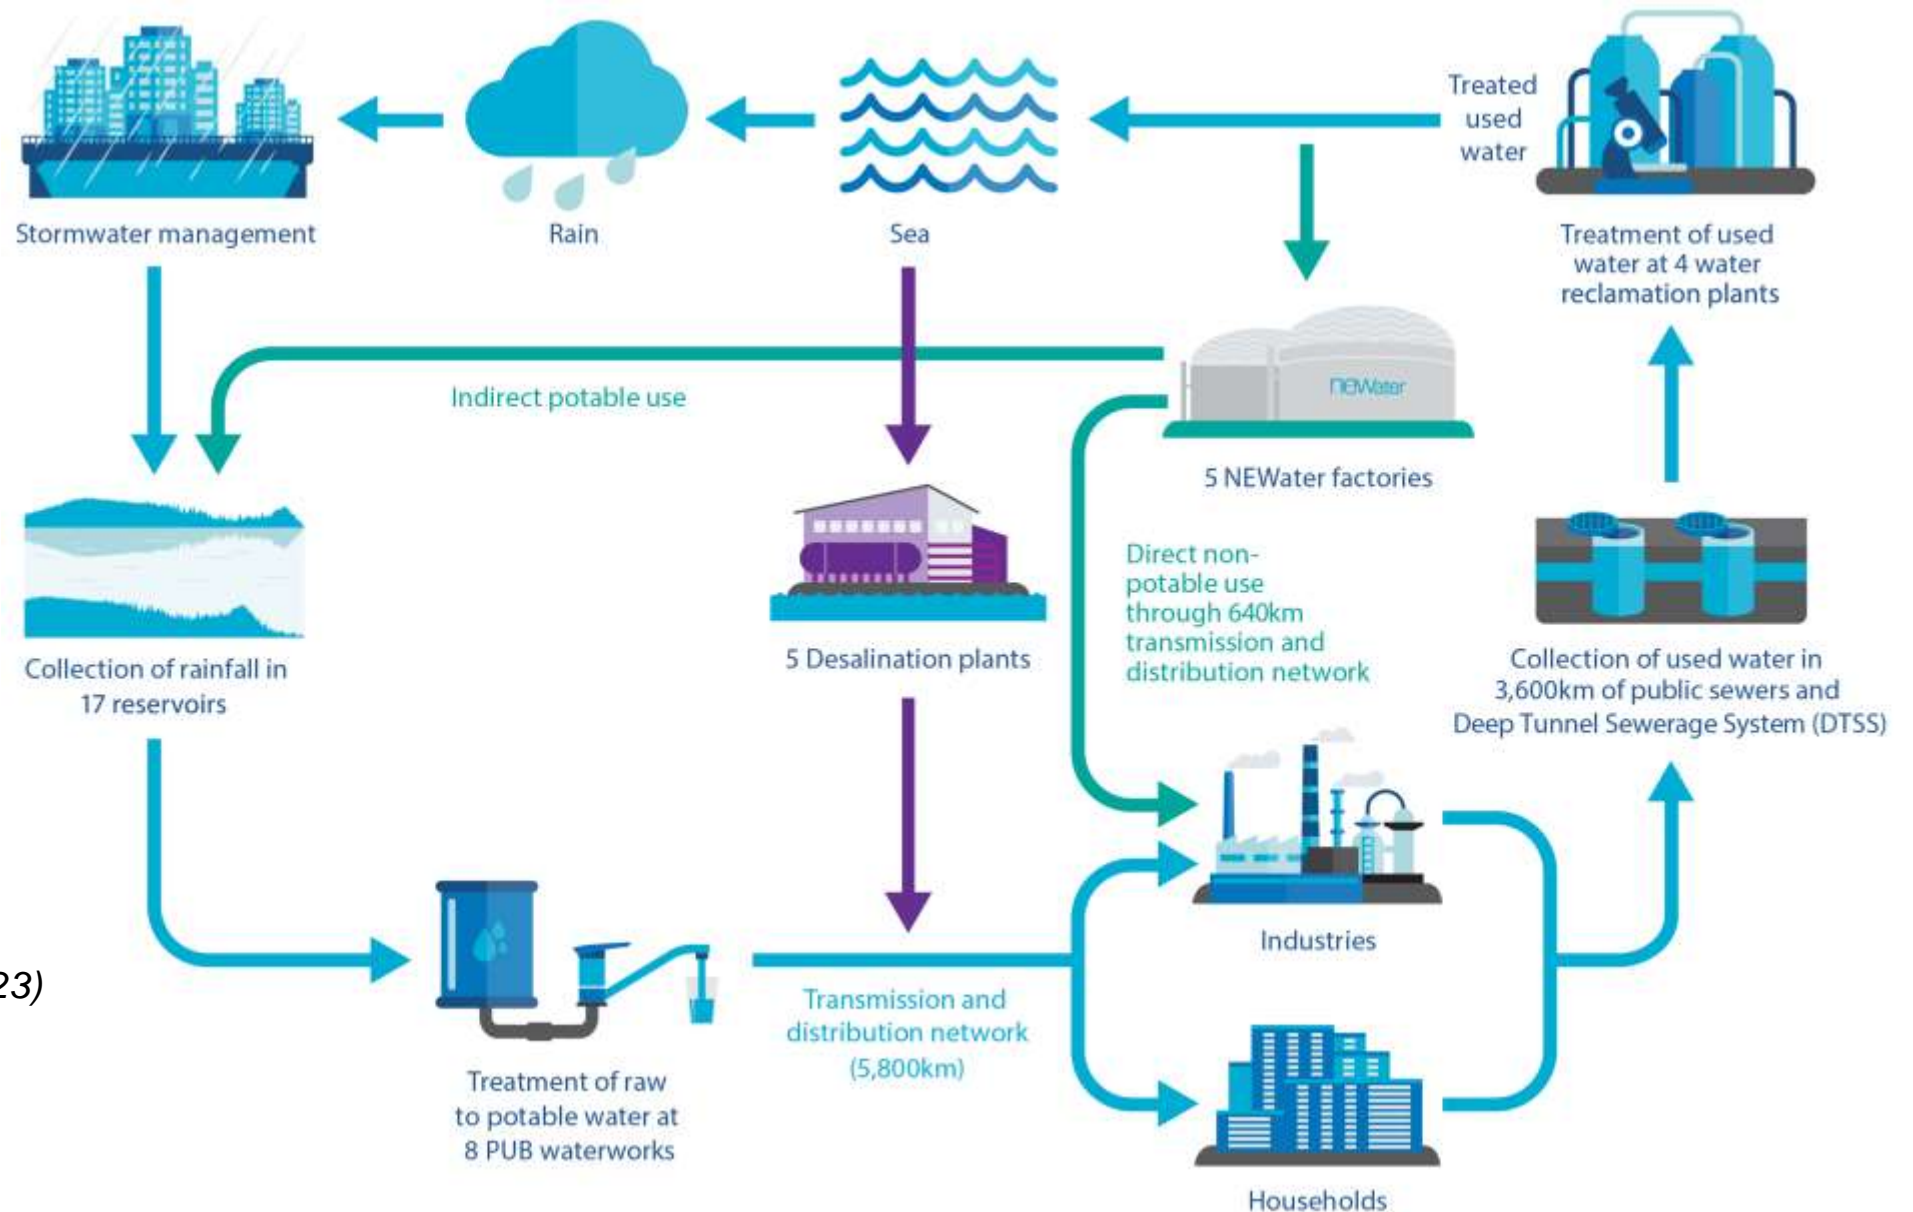 Treated
used
water
Stormwater management
Rain
Sea
Treatment of used
water at 4 water
reclamation plants
Indirect potable use
NEWater
5 NEWater factories
Direct non-
potable use
through 640km
transmission and
distribution network
Collection of rainfall in
17 reservoirs
5 Desalination plants
Collection of used water in
3,600km of public sewers and
Deep Tunnel Sewerage System (DTSS)
Industries
23)
Transmission and
distribution network
(5,800km)
Treatment of raw
to potable water at
8 PUB waterworks
Households